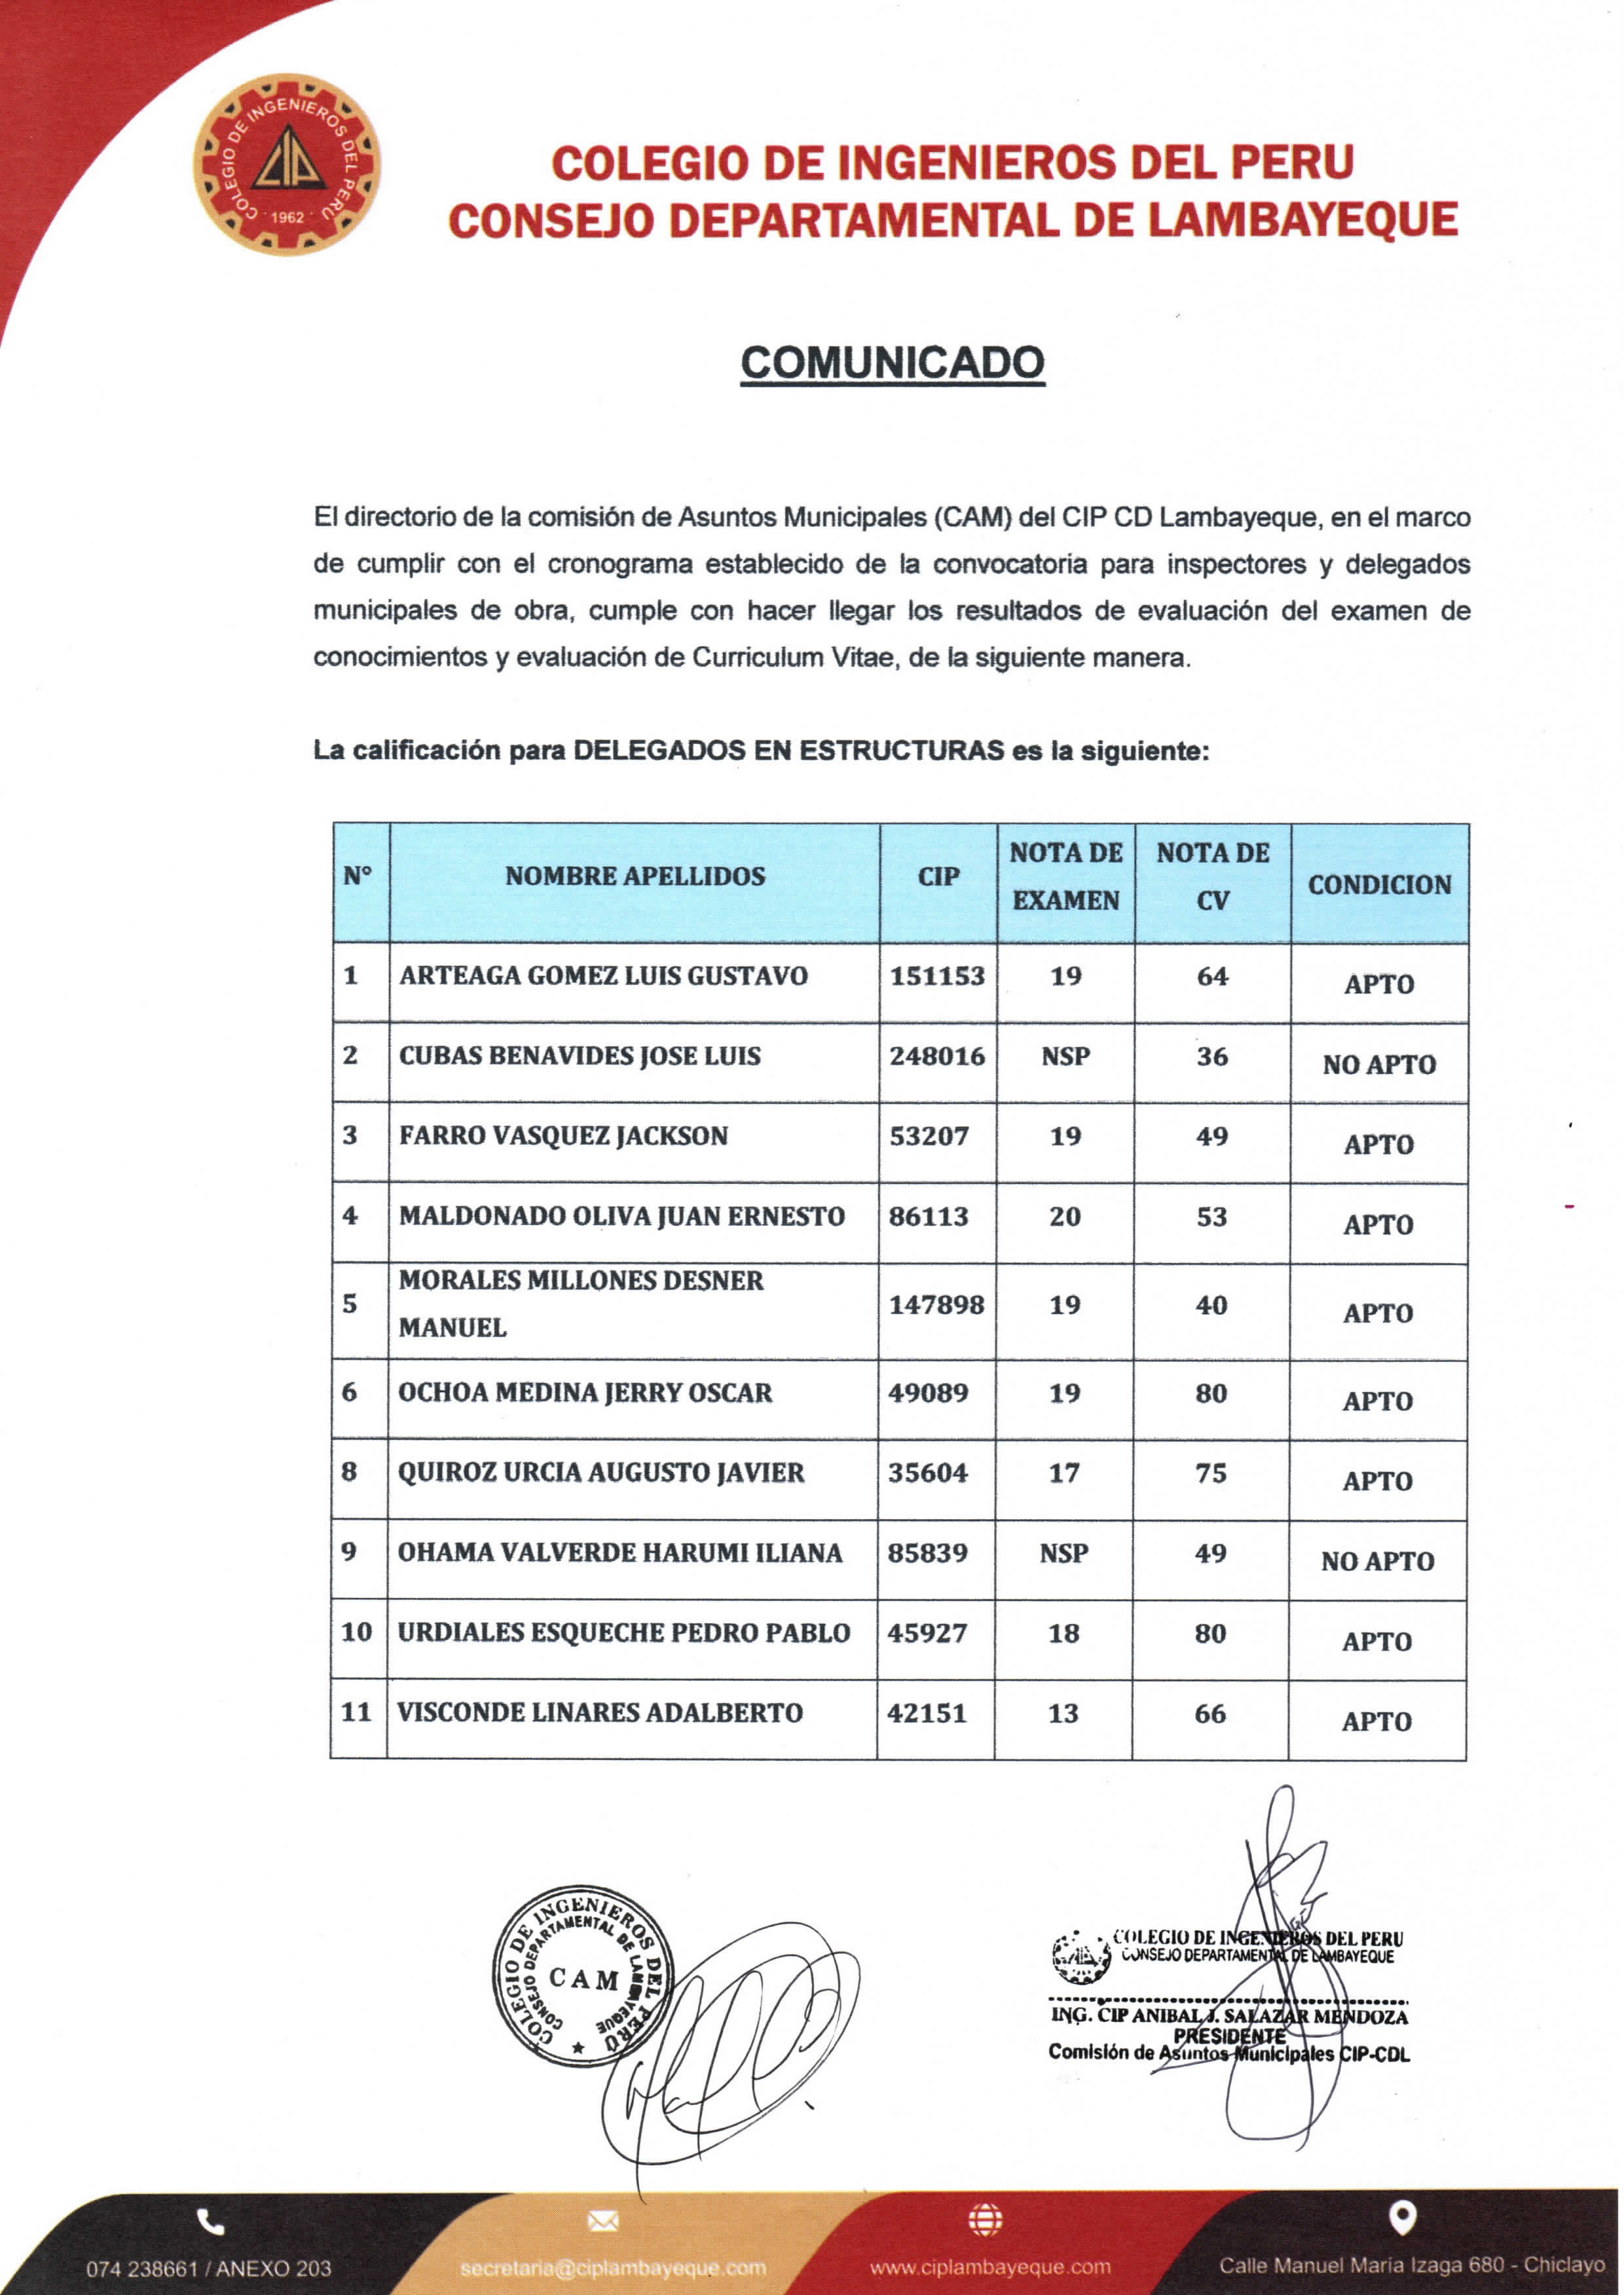 COLEGIO DE INGENIEROS DEL PERU
CIP
· 1962 ·
COLEGIO DE INGENIEROS DEL PERU
CONSEJO DEPARTAMENTAL DE LAMBAYEQUE
COMUNICADO
El directorio de la comisión de Asuntos Municipales (CAM) del CIP CD Lambayeque, en el marco
de cumplir con el cronograma establecido de la convocatoria para inspectores y delegados
municipales de obra, cumple con hacer llegar los resultados de evaluación del examen de
conocimientos y evaluación de Curriculum Vitae, de la siguiente manera.
La calificación para DELEGADOS EN ESTRUCTURAS es la siguiente:
N° NOMBRE APELLIDOS CIP NOTA DE EXAMEN NOTA DE CV CONDICION
1 ARTEAGA GOMEZ LUIS GUSTAVO 151153 19 64 APTO
2 CUBAS BENAVIDES JOSE LUIS 248016 NSP 36 NO APTO
3 FARRO VASQUEZ JACKSON 53207 19 49 APTO
4 MALDONADO OLIVA JUAN ERNESTO 86113 20 53 APTO
5 MORALES MILLONES DESNER MANUEL 147898 19 40 APTO
6 OCHOA MEDINA JERRY OSCAR 49089 19 80 APTO
8 QUIROZ URCIA AUGUSTO JAVIER 35604 17 75 APTO
9 OHAMA VALVERDE HARUMI ILIANA 85839 NSP 49 NO APTO
10 URDIALES ESQUECHE PEDRO PABLO 45927 18 80 APTO
11 VISCONDE LINARES ADALBERTO 42151 13 66 APTO
COLEGIO DE INGENIEROS DEL PERÚ
CONSEJO DEPARTAMENTAL DE LAMBAYEQUE
CAM
COLEGIO DE INGENIEROS DEL PERU
CONSEJO DEPARTAMENTAL DE LAMBAYEQUE
ING. CIP ANIBAL J. SALAZAR MENDOZA
PRESIDENTE
Comisión de Asuntos Municipales CIP-CDL
074 238661 / ANEXO 203
secretaria@ciplambayeque.com
www.ciplambayeque.com
Calle Manuel María Izaga 680 - Chiclayo